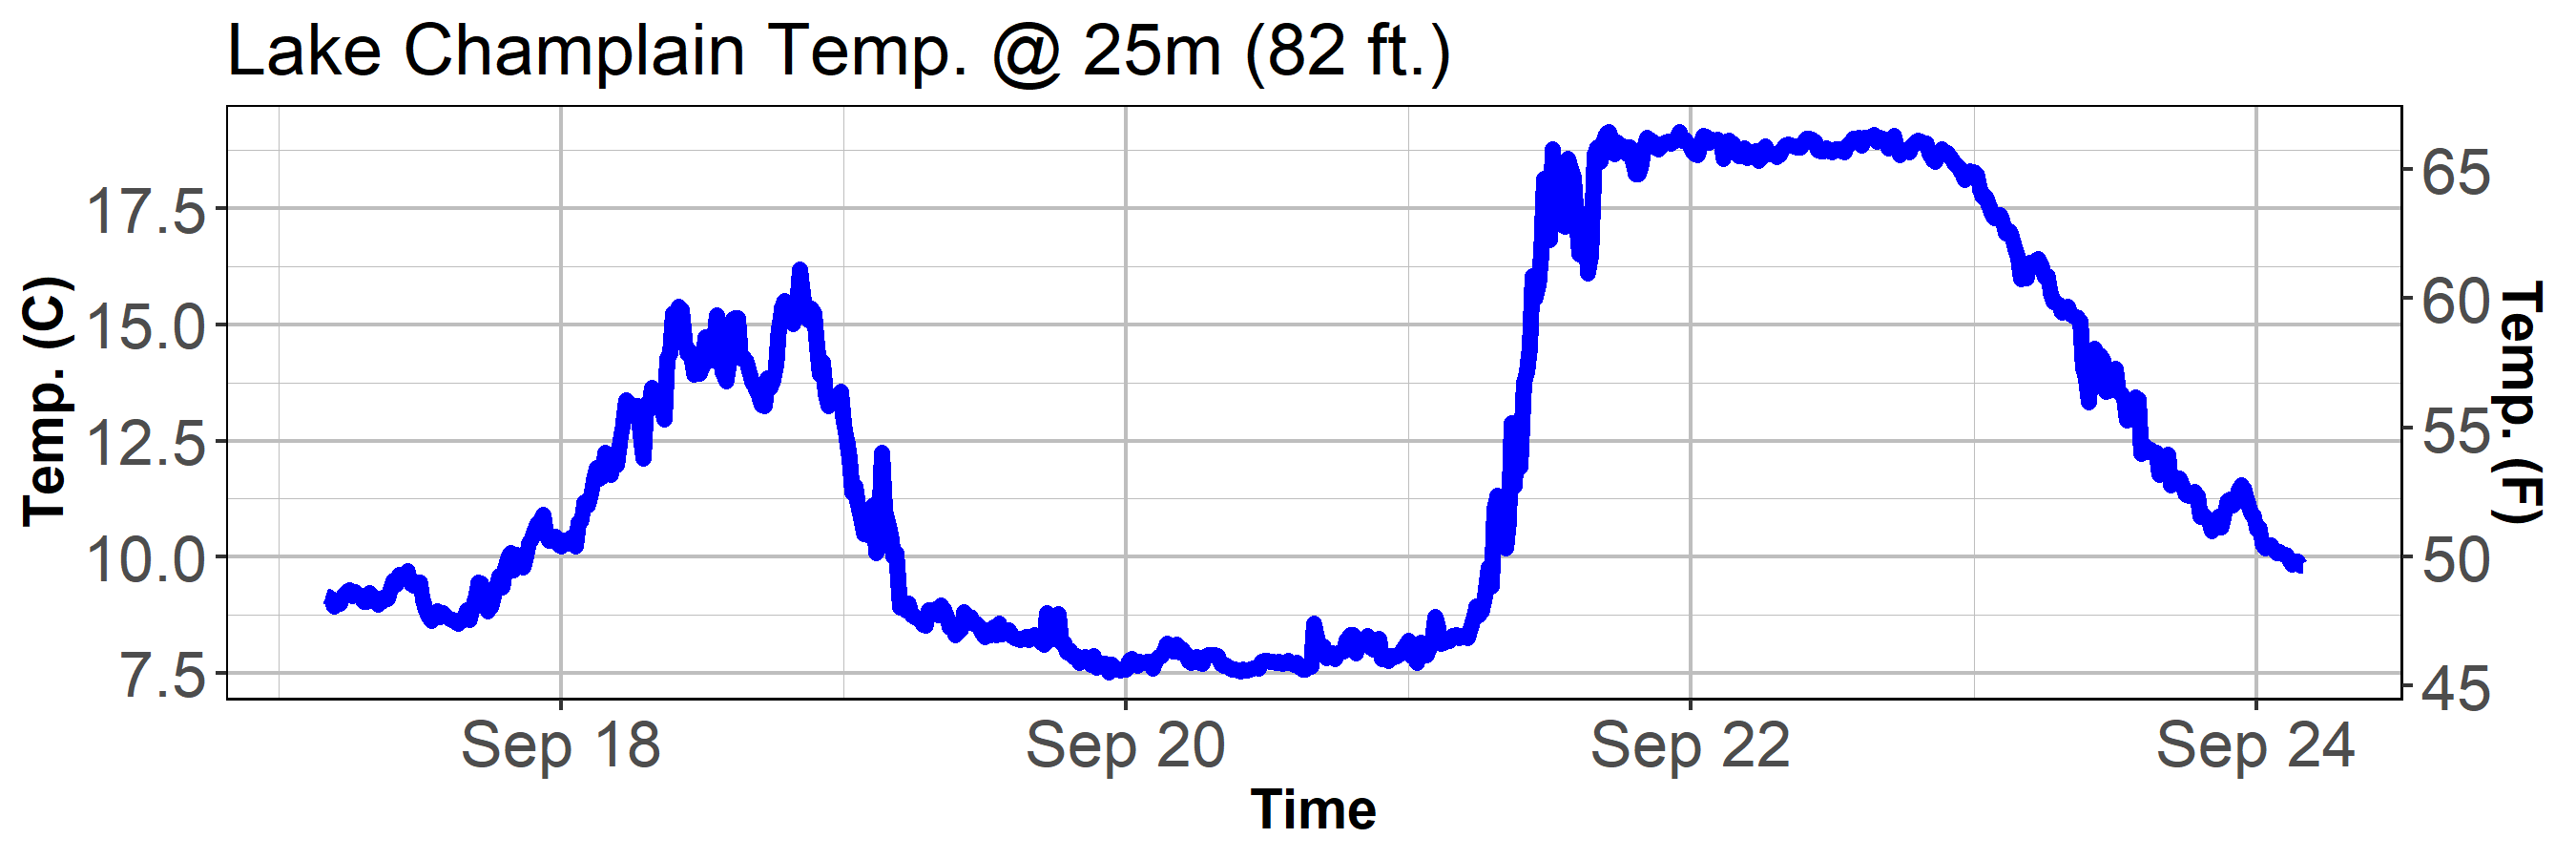 Lake Champlain Temp. @ 25m (82 ft.)
Temp. (C)
17.5
15.0
12.5
10.0
7.5
65
60
55
50
45
Temp. (F)
Sep 18
Sep 20
Sep 22
Sep 24
Time